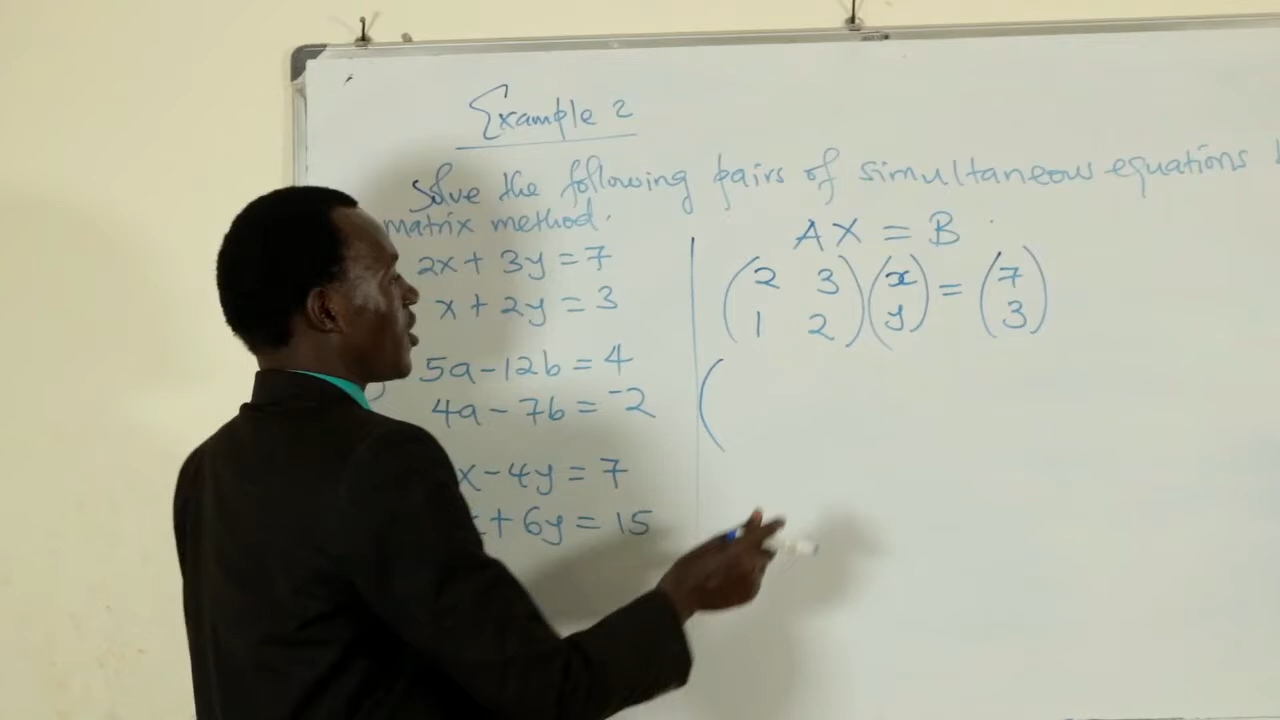 Example 2
Solve the following pairs of simultaneous equations
matrix method.
2x + 3y = 7
x + 2y = 3
5a - 12b = 4
4a - 7b = -2
x - 4y = 7
+ 6y = 15
AX = B
(2 3) (x) = (7)
(1 2) (y) (3)
(